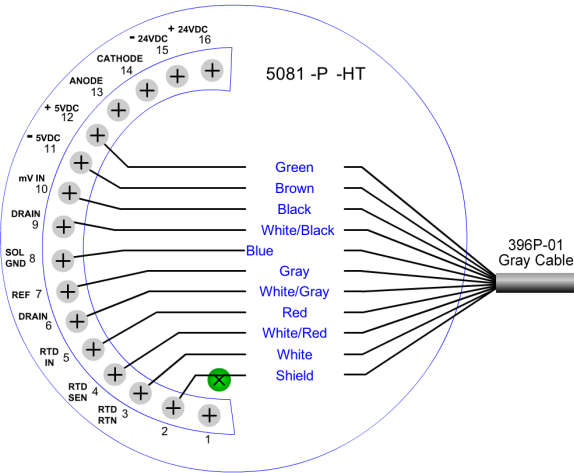 + 24VDC
16
- 24VDC
15
CATHODE
14
ANODE
13
+ 5VDC
12
- 5VDC
11
mV IN
10
DRAIN
9
SOL
GND 8
REF 7
DRAIN
6
RTD
IN 5
RTD
SEN 4
RTD
RTN 3
2
1
5081 -P -HT
Green
Brown
Black
White/Black
Blue
Gray
White/Gray
Red
White/Red
White
Shield
396P-01
Gray Cable